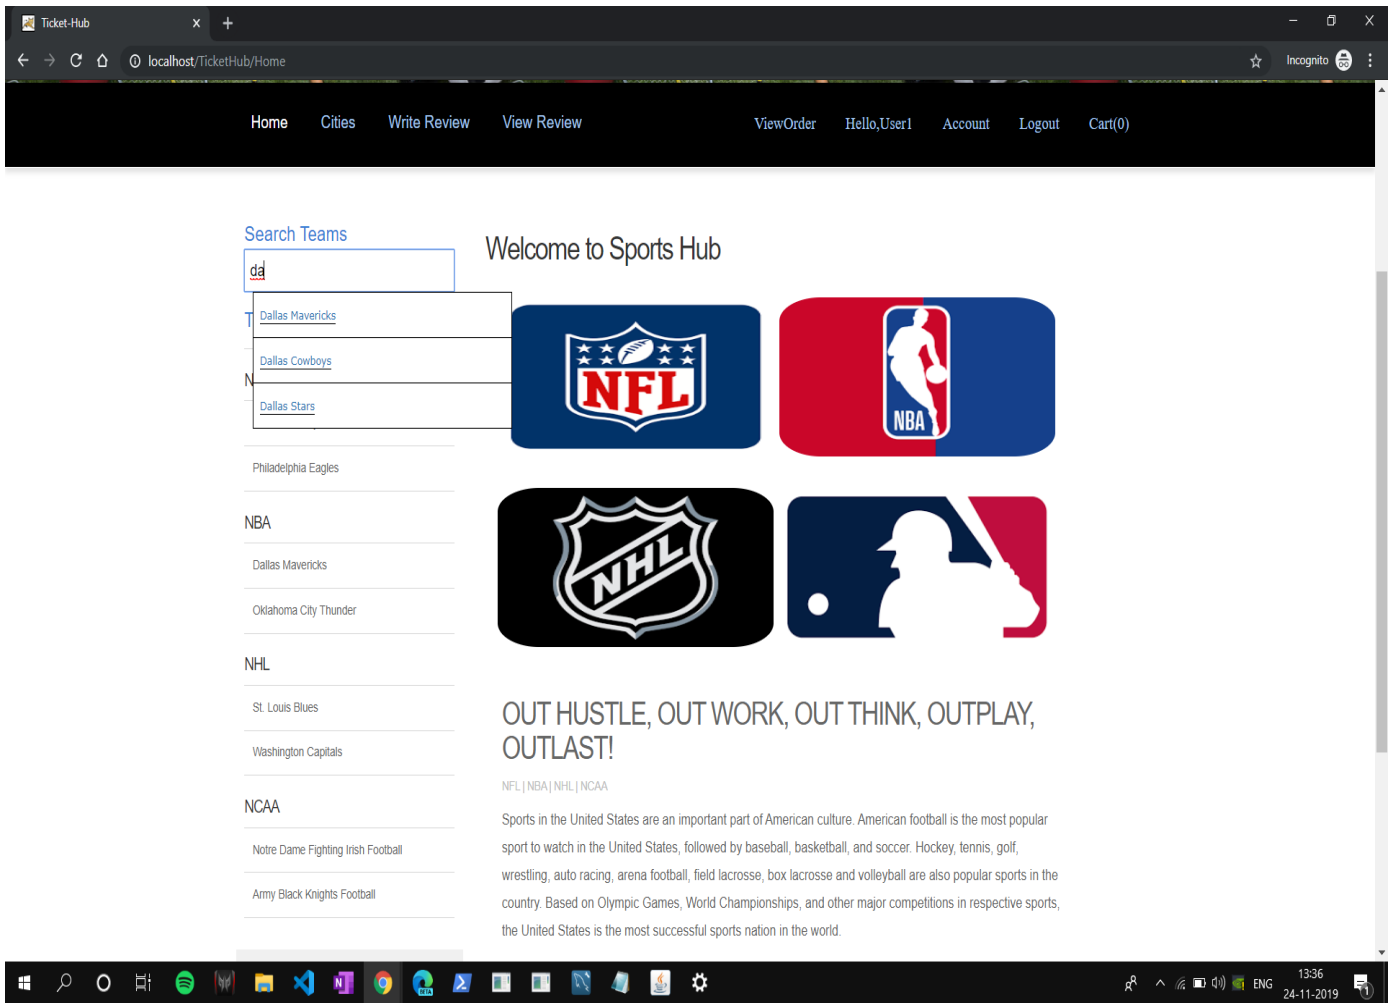 Ticket-Hub
localhost/TicketHub/Home
Incognito
Home Cities Write Review View Review ViewOrder Hello,User1 Account Logout Cart(0)
Search Teams
da
Dallas Mavericks
Dallas Cowboys
Dallas Stars
T
N
Philadelphia Eagles
NBA
Dallas Mavericks
Oklahoma City Thunder
NHL
St. Louis Blues
Washington Capitals
NCAA
Notre Dame Fighting Irish Football
Army Black Knights Football
Welcome to Sports Hub
NFL
NBA
NHL
OUT HUSTLE, OUT WORK, OUT THINK, OUTPLAY,
OUTLAST!
NFL | NBA | NHL | NCAA
Sports in the United States are an important part of American culture. American football is the most popular
sport to watch in the United States, followed by baseball, basketball, and soccer. Hockey, tennis, golf,
wrestling, auto racing, arena football, field lacrosse, box lacrosse and volleyball are also popular sports in the
country. Based on Olympic Games, World Championships, and other major competitions in respective sports,
the United States is the most successful sports nation in the world.
BETA
ENG
13:36
24-11-2019
1